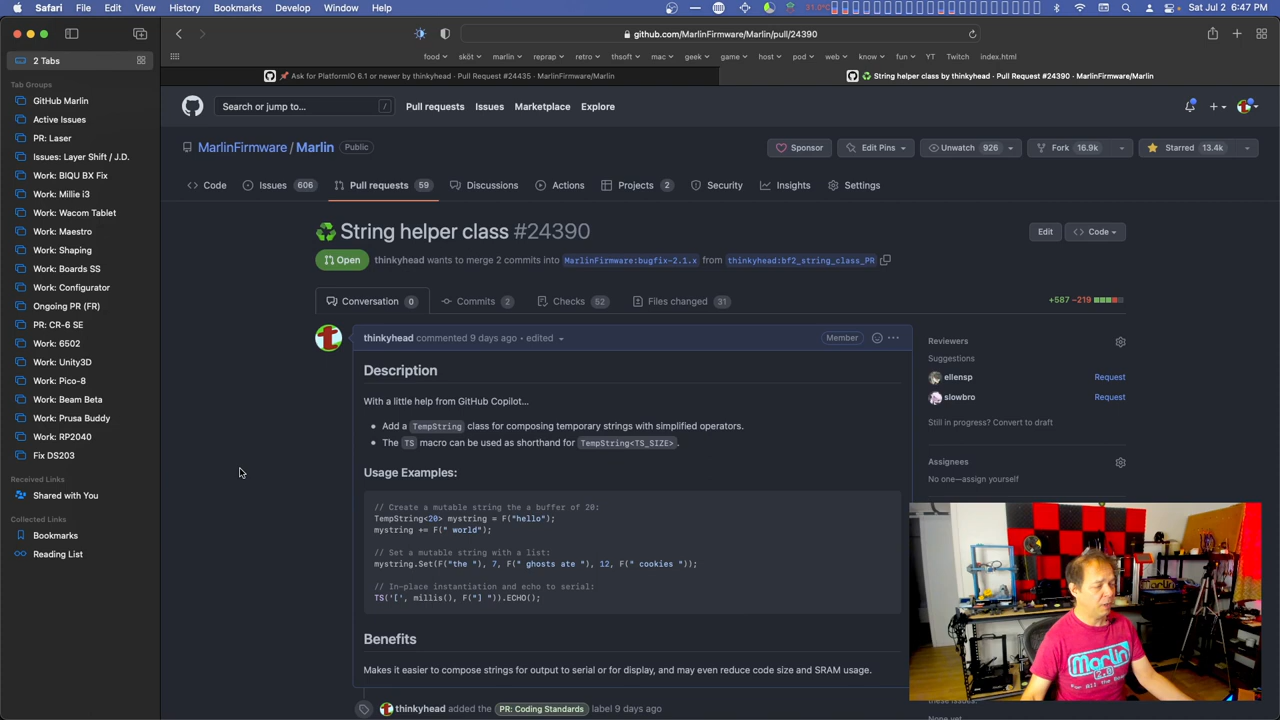 Safari File Edit View History Bookmarks Develop Window Help
31.0°C Sat Jul 2 6:47 PM
2 Tabs
Tab Groups
GitHub Marlin
Active Issues
PR: Laser
Issues: Layer Shift / J.D.
Work: BIQU BX Fix
Work: Millie i3
Work: Wacom Tablet
Work: Maestro
Work: Shaping
Work: Boards SS
Work: Configurator
Ongoing PR (FR)
PR: CR-6 SE
Work: 6502
Work: Unity3D
Work: Pico-8
Work: Beam Beta
Work: Prusa Buddy
Work: RP2040
Fix DS203
Received Links
Shared with You
Collected Links
Bookmarks
Reading List
github.com/MarlinFirmware/Marlin/pull/24390
food sköt marlin reprap retro thsoft mac geek game host pod web know fun YT Twitch index.html
📌 Ask for PlatformIO 6.1 or newer by thinkyhead · Pull Request #24435 · MarlinFirmware/Marlin
♻️ String helper class by thinkyhead · Pull Request #24390 · MarlinFirmware/Marlin
Search or jump to... /
Pull requests Issues Marketplace Explore
MarlinFirmware / Marlin Public
Sponsor Edit Pins Unwatch 926 Fork 16.9k Starred 13.4k
Code Issues 606 Pull requests 59 Discussions Actions Projects 2 Security Insights Settings
♻️ String helper class #24390
Edit Code
Open thinkyhead wants to merge 2 commits into MarlinFirmware:bugfix-2.1.x from thinkyhead:bf2_string_class_PR
Conversation 0 Commits 2 Checks 52 Files changed 31
+587 −219
thinkyhead commented 9 days ago • edited Member
Description
With a little help from GitHub Copilot...
• Add a TempString class for composing temporary strings with simplified operators.
• The TS macro can be used as shorthand for TempString<TS_SIZE>.
Usage Examples:
// Create a mutable string the a buffer of 20:
TempString<20> mystring = F("hello");
mystring += F(" world");
// Set a mutable string with a list:
mystring.Set(F("the "), 7, F(" ghosts ate "), 12, F(" cookies "));
// In-place instantiation and echo to serial:
TS('[', millis(), F("] ")).ECHO();
Benefits
Makes it easier to compose strings for output to serial or for display, and may even reduce code size and SRAM usage.
thinkyhead added the PR: Coding Standards label 9 days ago
Reviewers
Suggestions
ellensp Request
slowbro Request
Still in progress? Convert to draft
Assignees
No one—assign yourself
Marlin
For All the